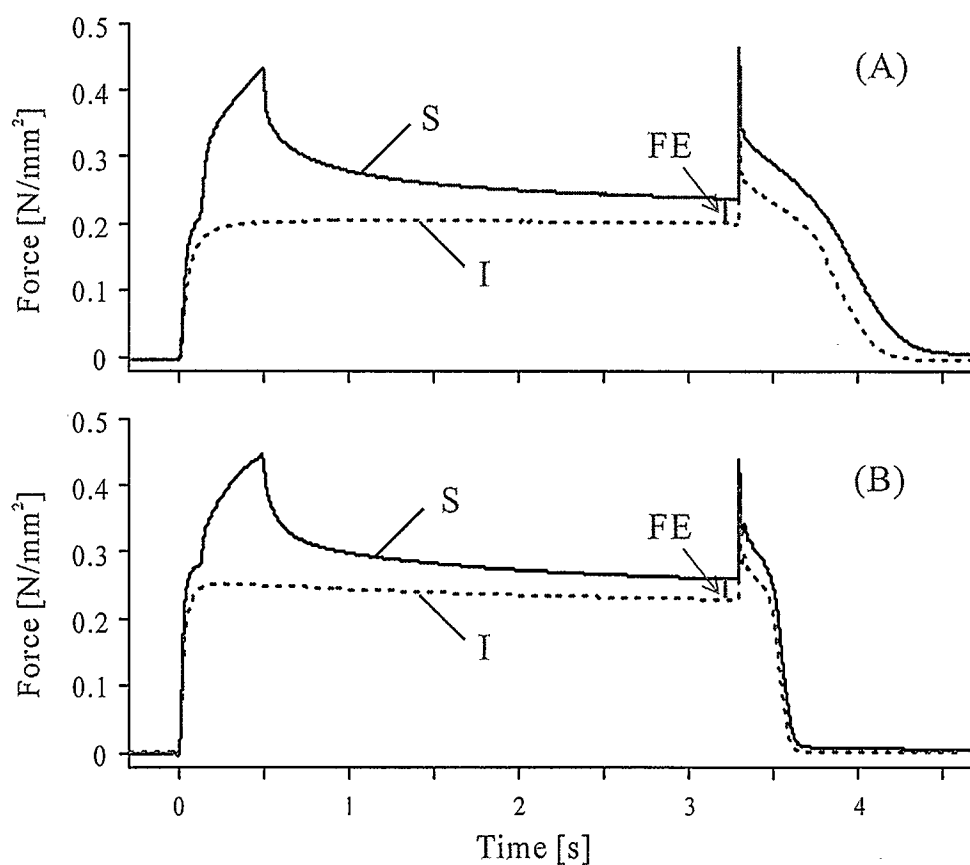 0.5
(A)
0.4
S
FE
0.3
0.2
I
0.1
0
Force [N/mm²]
0.5
(B)
0.4
S
FE
0.3
0.2
I
0.1
0
Force [N/mm²]
0 1 2 3 4
Time [s]